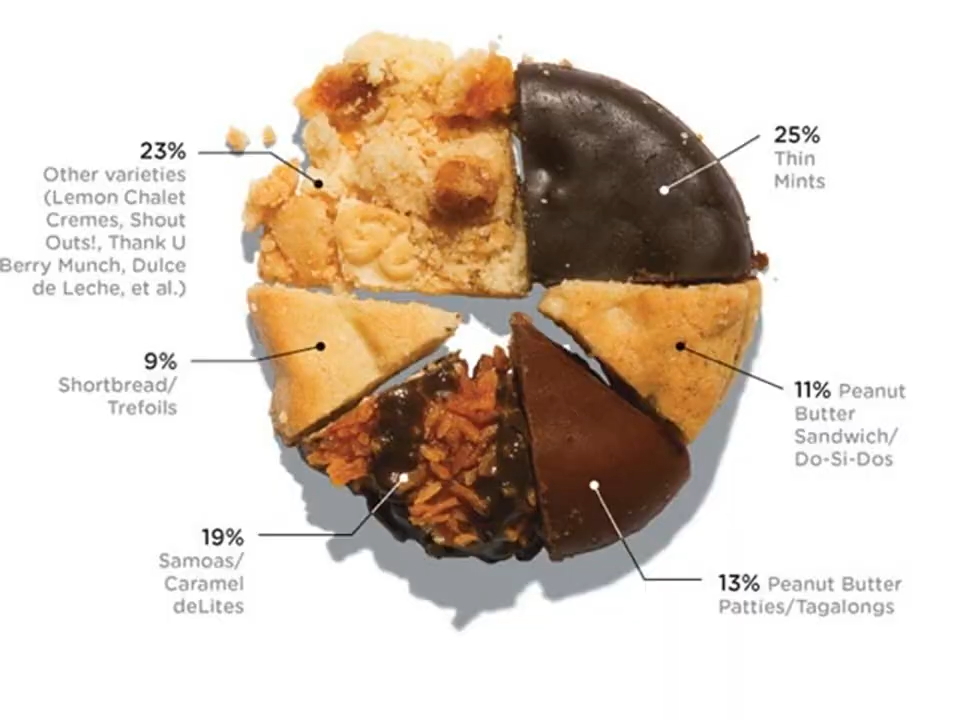 23%
Other varieties
(Lemon Chalet
Cremes, Shout
Outs!, Thank U
Berry Munch, Dulce
de Leche, et al.)
25%
Thin
Mints
9%
Shortbread/
Trefoils
11% Peanut
Butter
Sandwich/
Do-Si-Dos
19%
Samoas/
Caramel
deLites
13% Peanut Butter
Patties/Tagalongs